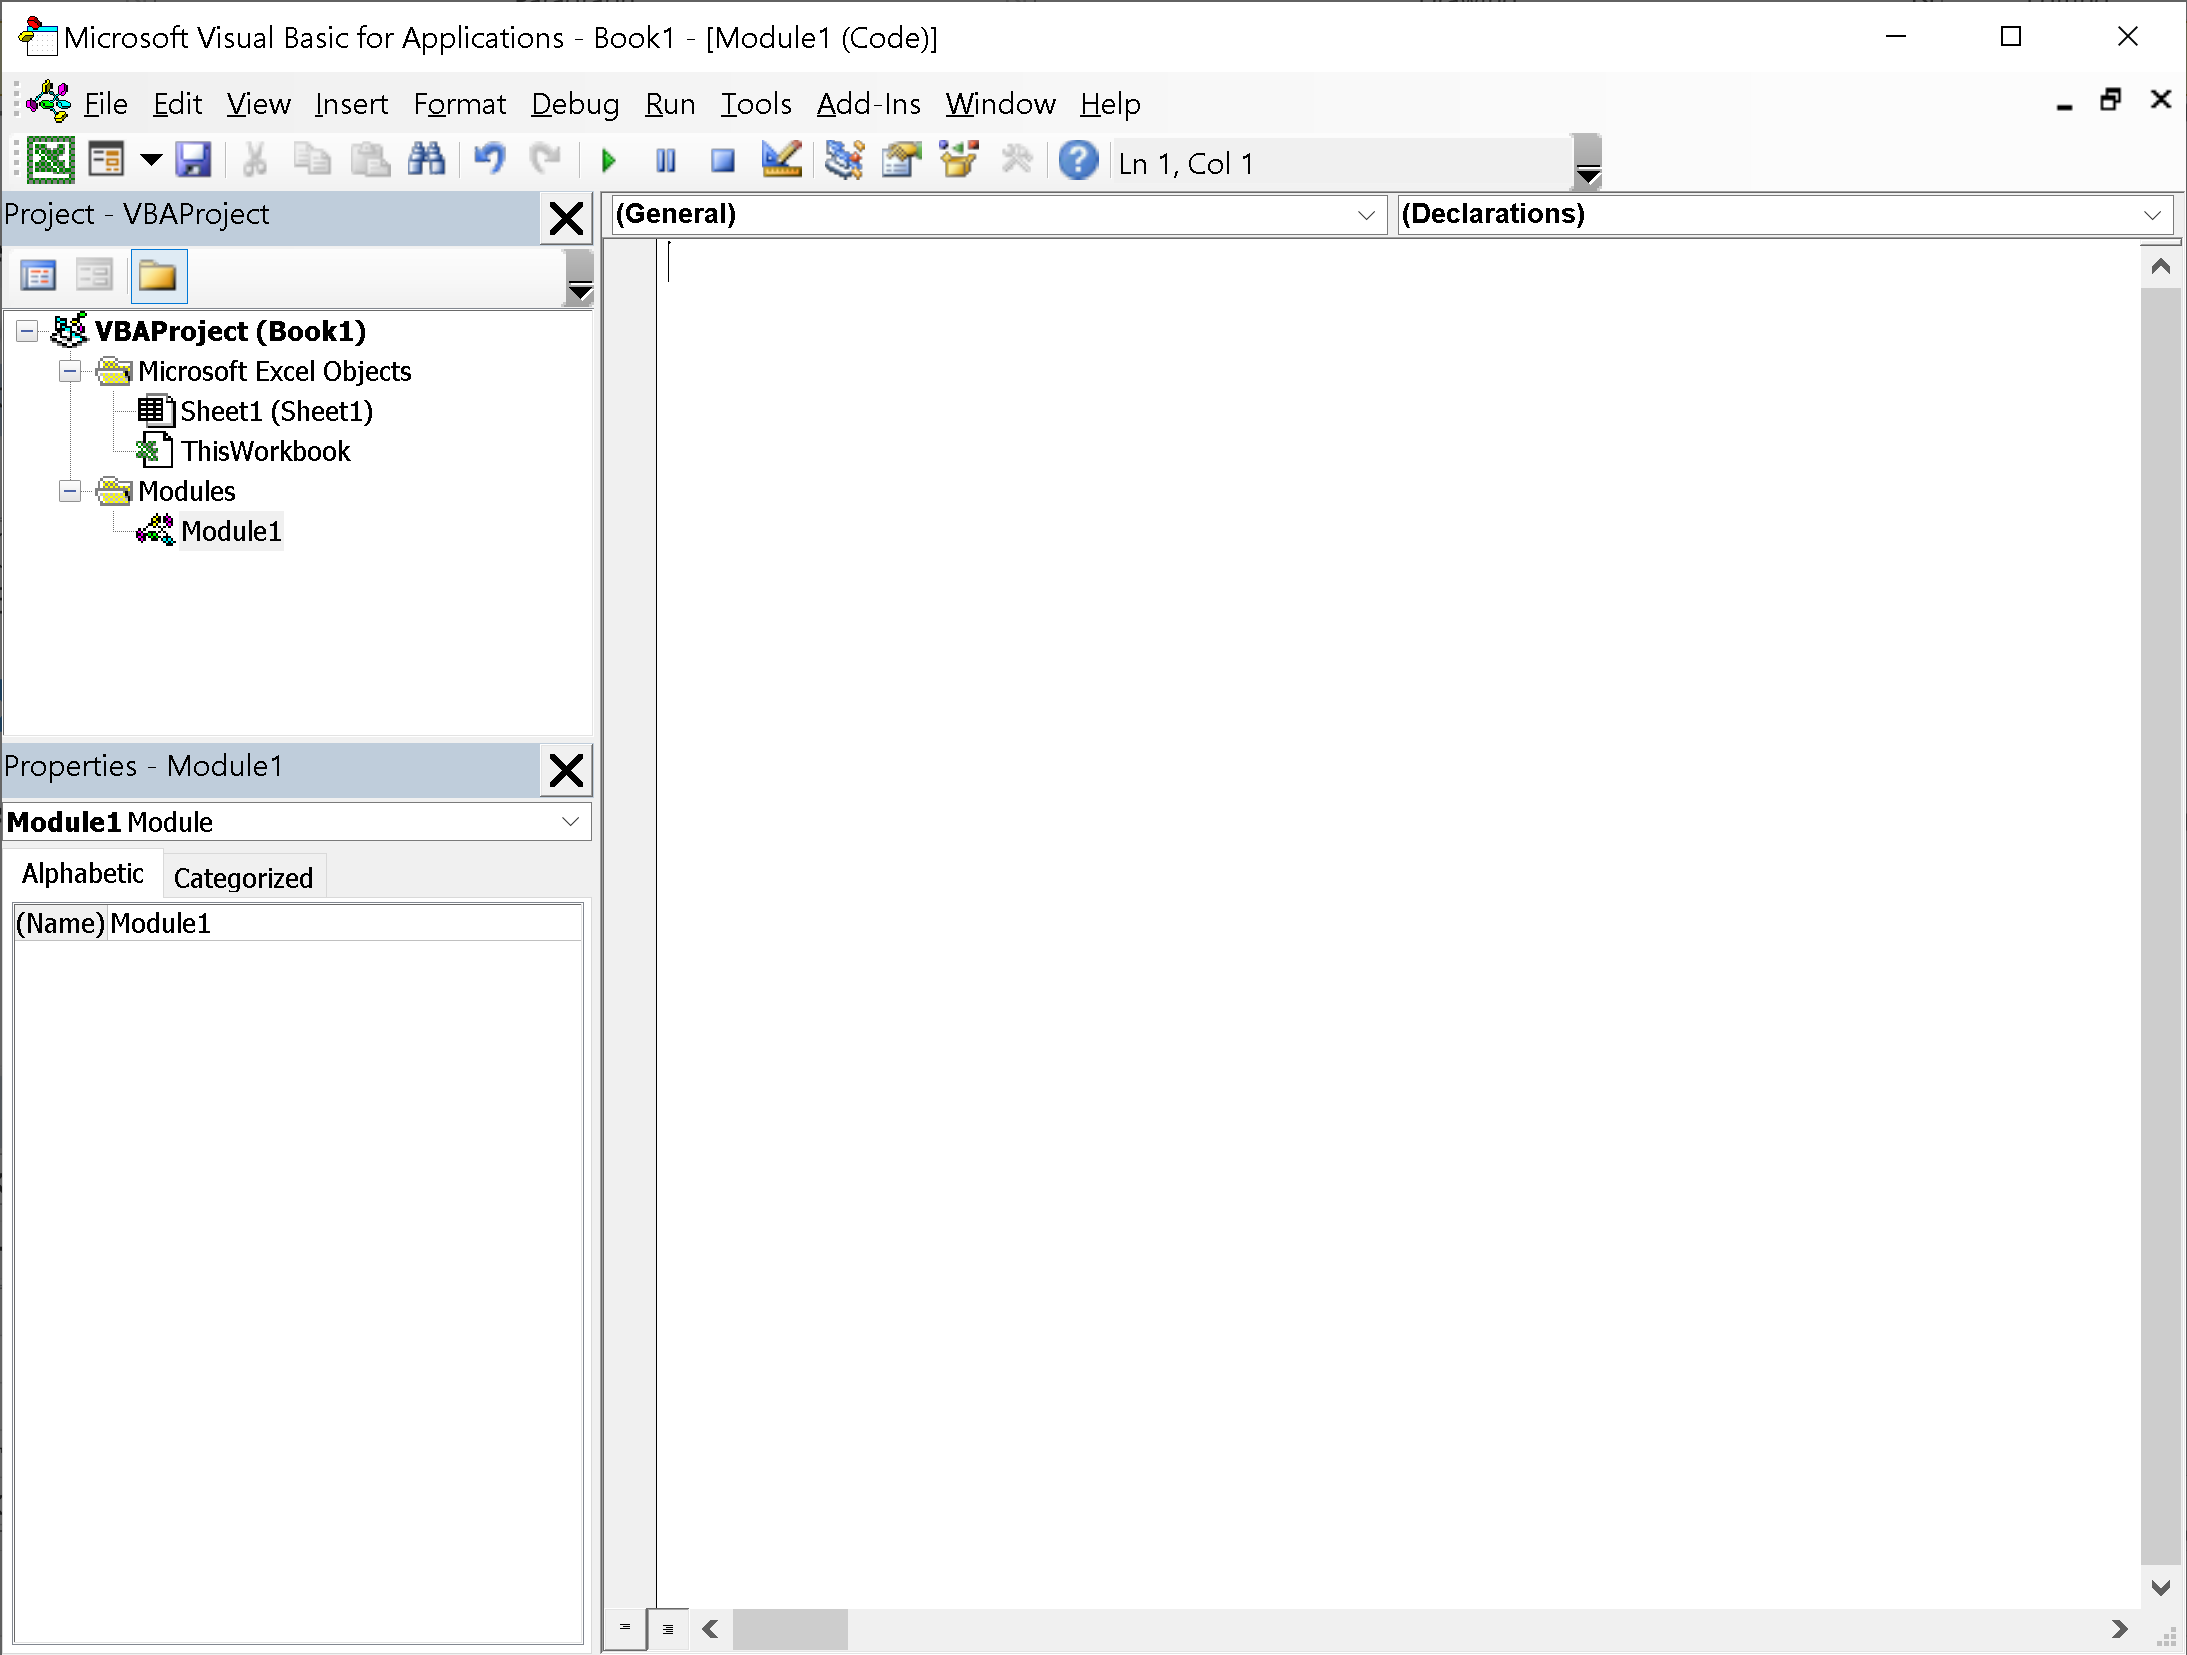 Microsoft Visual Basic for Applications - Book1 - [Module1 (Code)]
File Edit View Insert Format Debug Run Tools Add-Ins Window Help
Ln 1, Col 1
Project - VBAProject
(General) (Declarations)
VBAProject (Book1)
Microsoft Excel Objects
Sheet1 (Sheet1)
ThisWorkbook
Modules
Module1
Properties - Module1
Module1 Module
Alphabetic Categorized
(Name) Module1